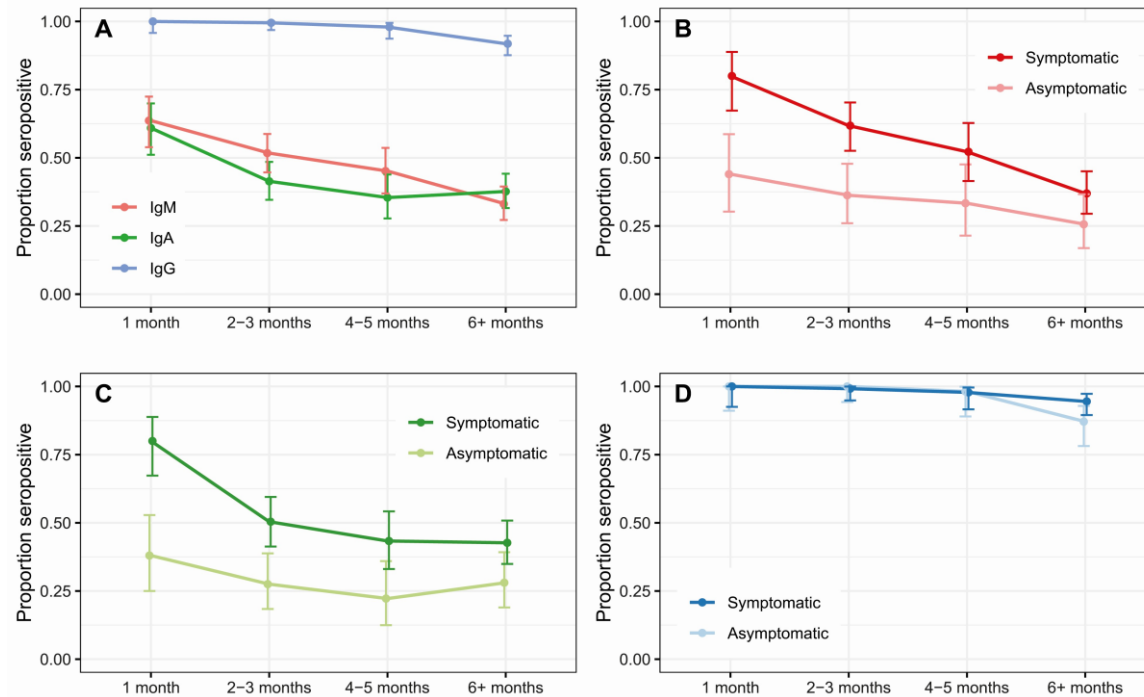 A
Proportion seropositive
1.00
0.75
0.50
0.25
0.00
IgM
IgA
IgG
1 month
2−3 months
4−5 months
6+ months
B
Proportion seropositive
1.00
0.75
0.50
0.25
0.00
Symptomatic
Asymptomatic
1 month
2−3 months
4−5 months
6+ months
C
Proportion seropositive
1.00
0.75
0.50
0.25
0.00
Symptomatic
Asymptomatic
1 month
2−3 months
4−5 months
6+ months
D
Proportion seropositive
1.00
0.75
0.50
0.25
0.00
Symptomatic
Asymptomatic
1 month
2−3 months
4−5 months
6+ months